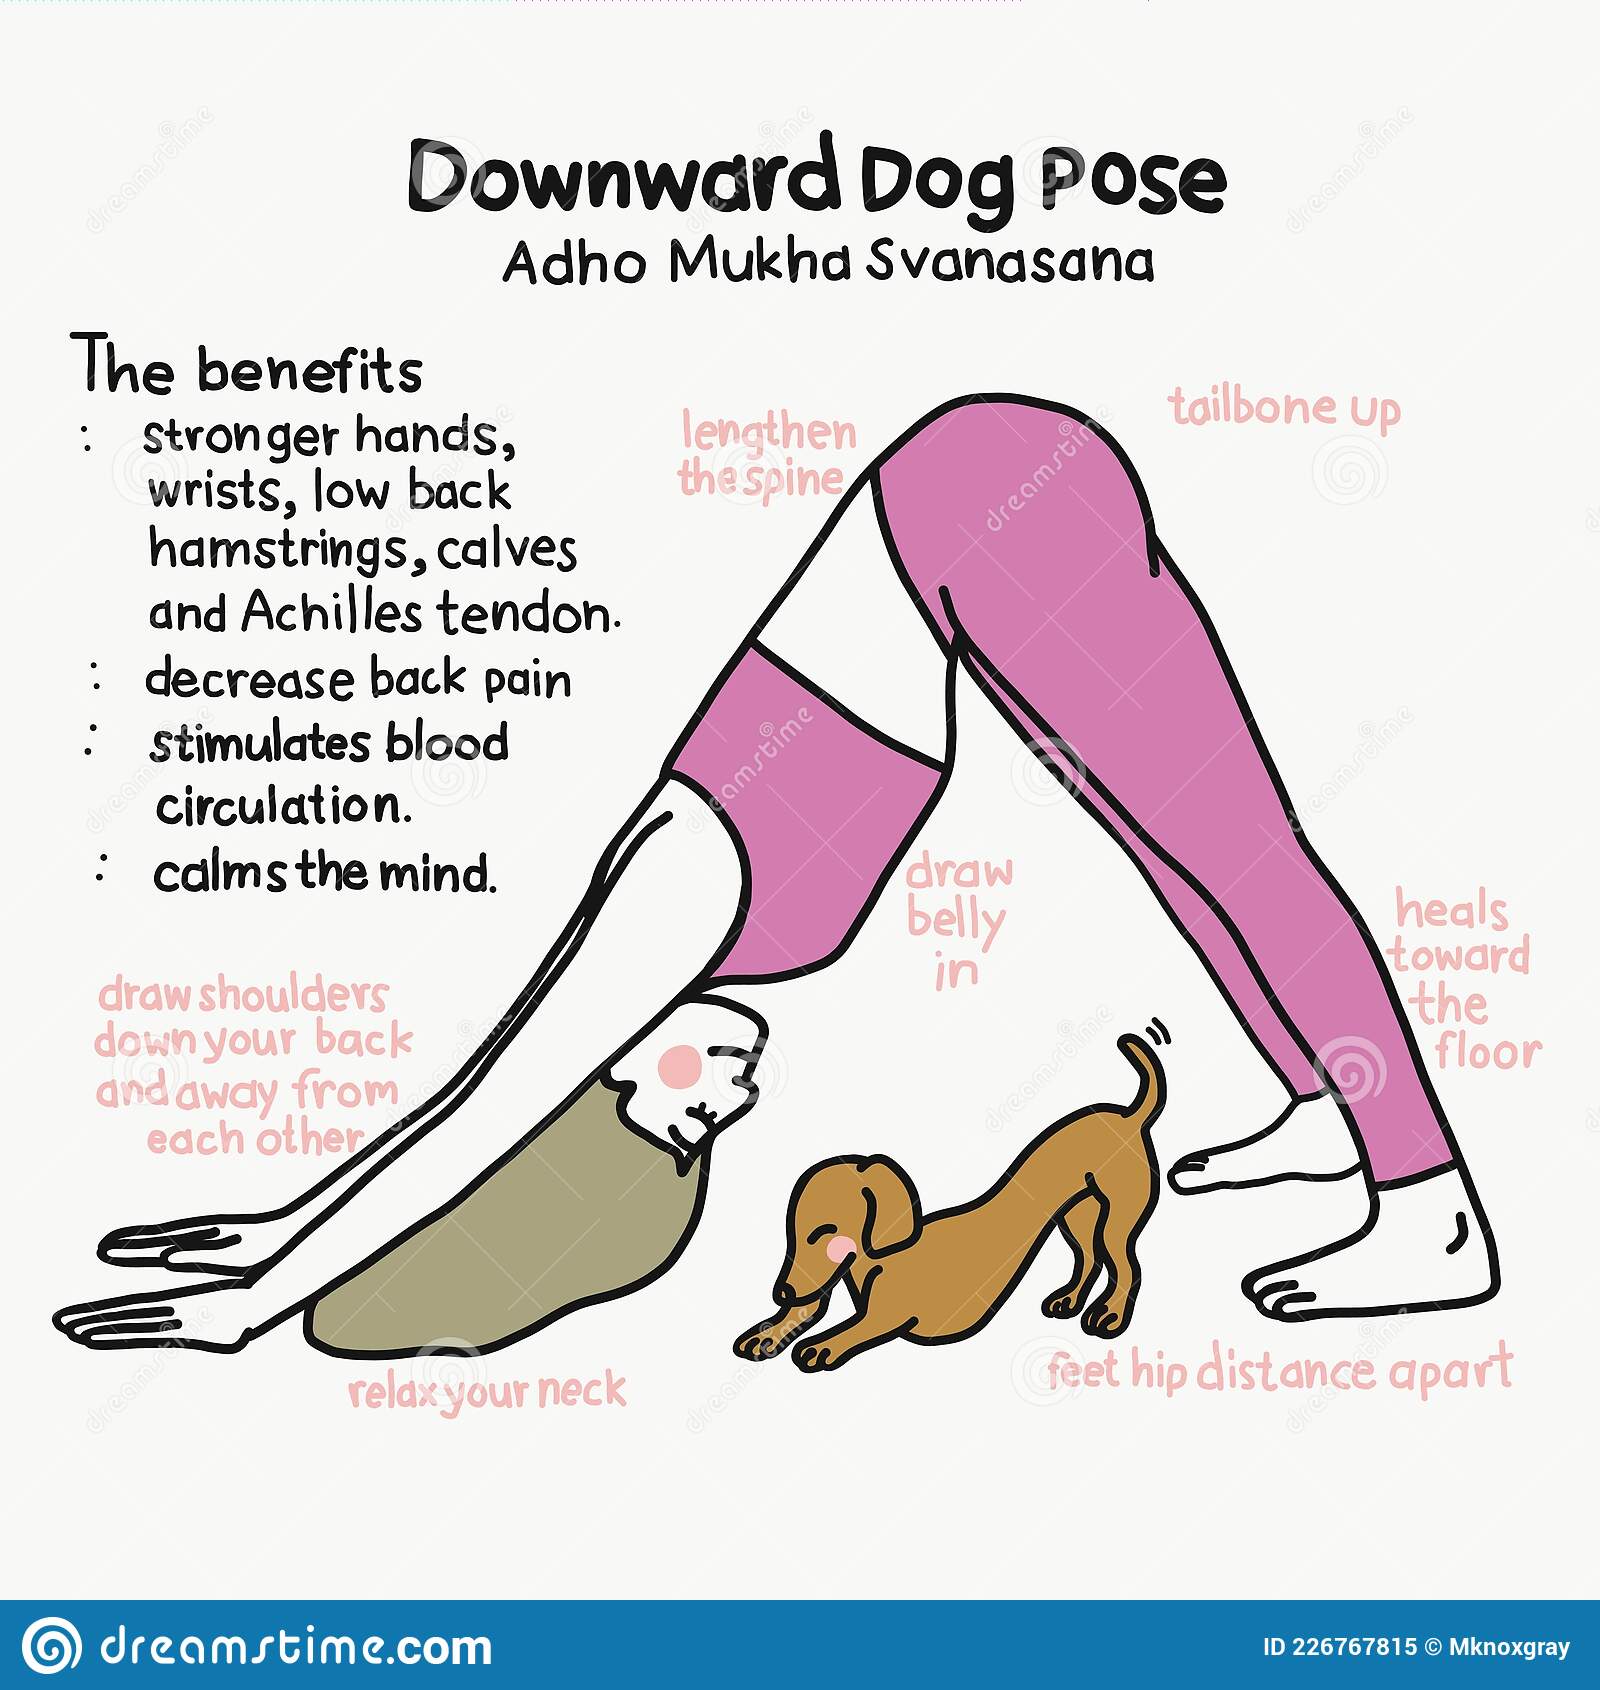 Downward Dog Pose
Adho Mukha Svanasana
The benefits
: stronger hands,
wrists, low back
hamstrings, calves
and Achilles tendon.
: decrease back pain
: stimulates blood
circulation.
: calms the mind.
lengthen
the spine
tailbone up
draw
belly
in
heals
toward
the
floor
draw shoulders
down your back
and away from
each other
relax your neck
feet hip distance apart
dreamstime
dreamstime.com
ID 226767815 © Mknoxgray